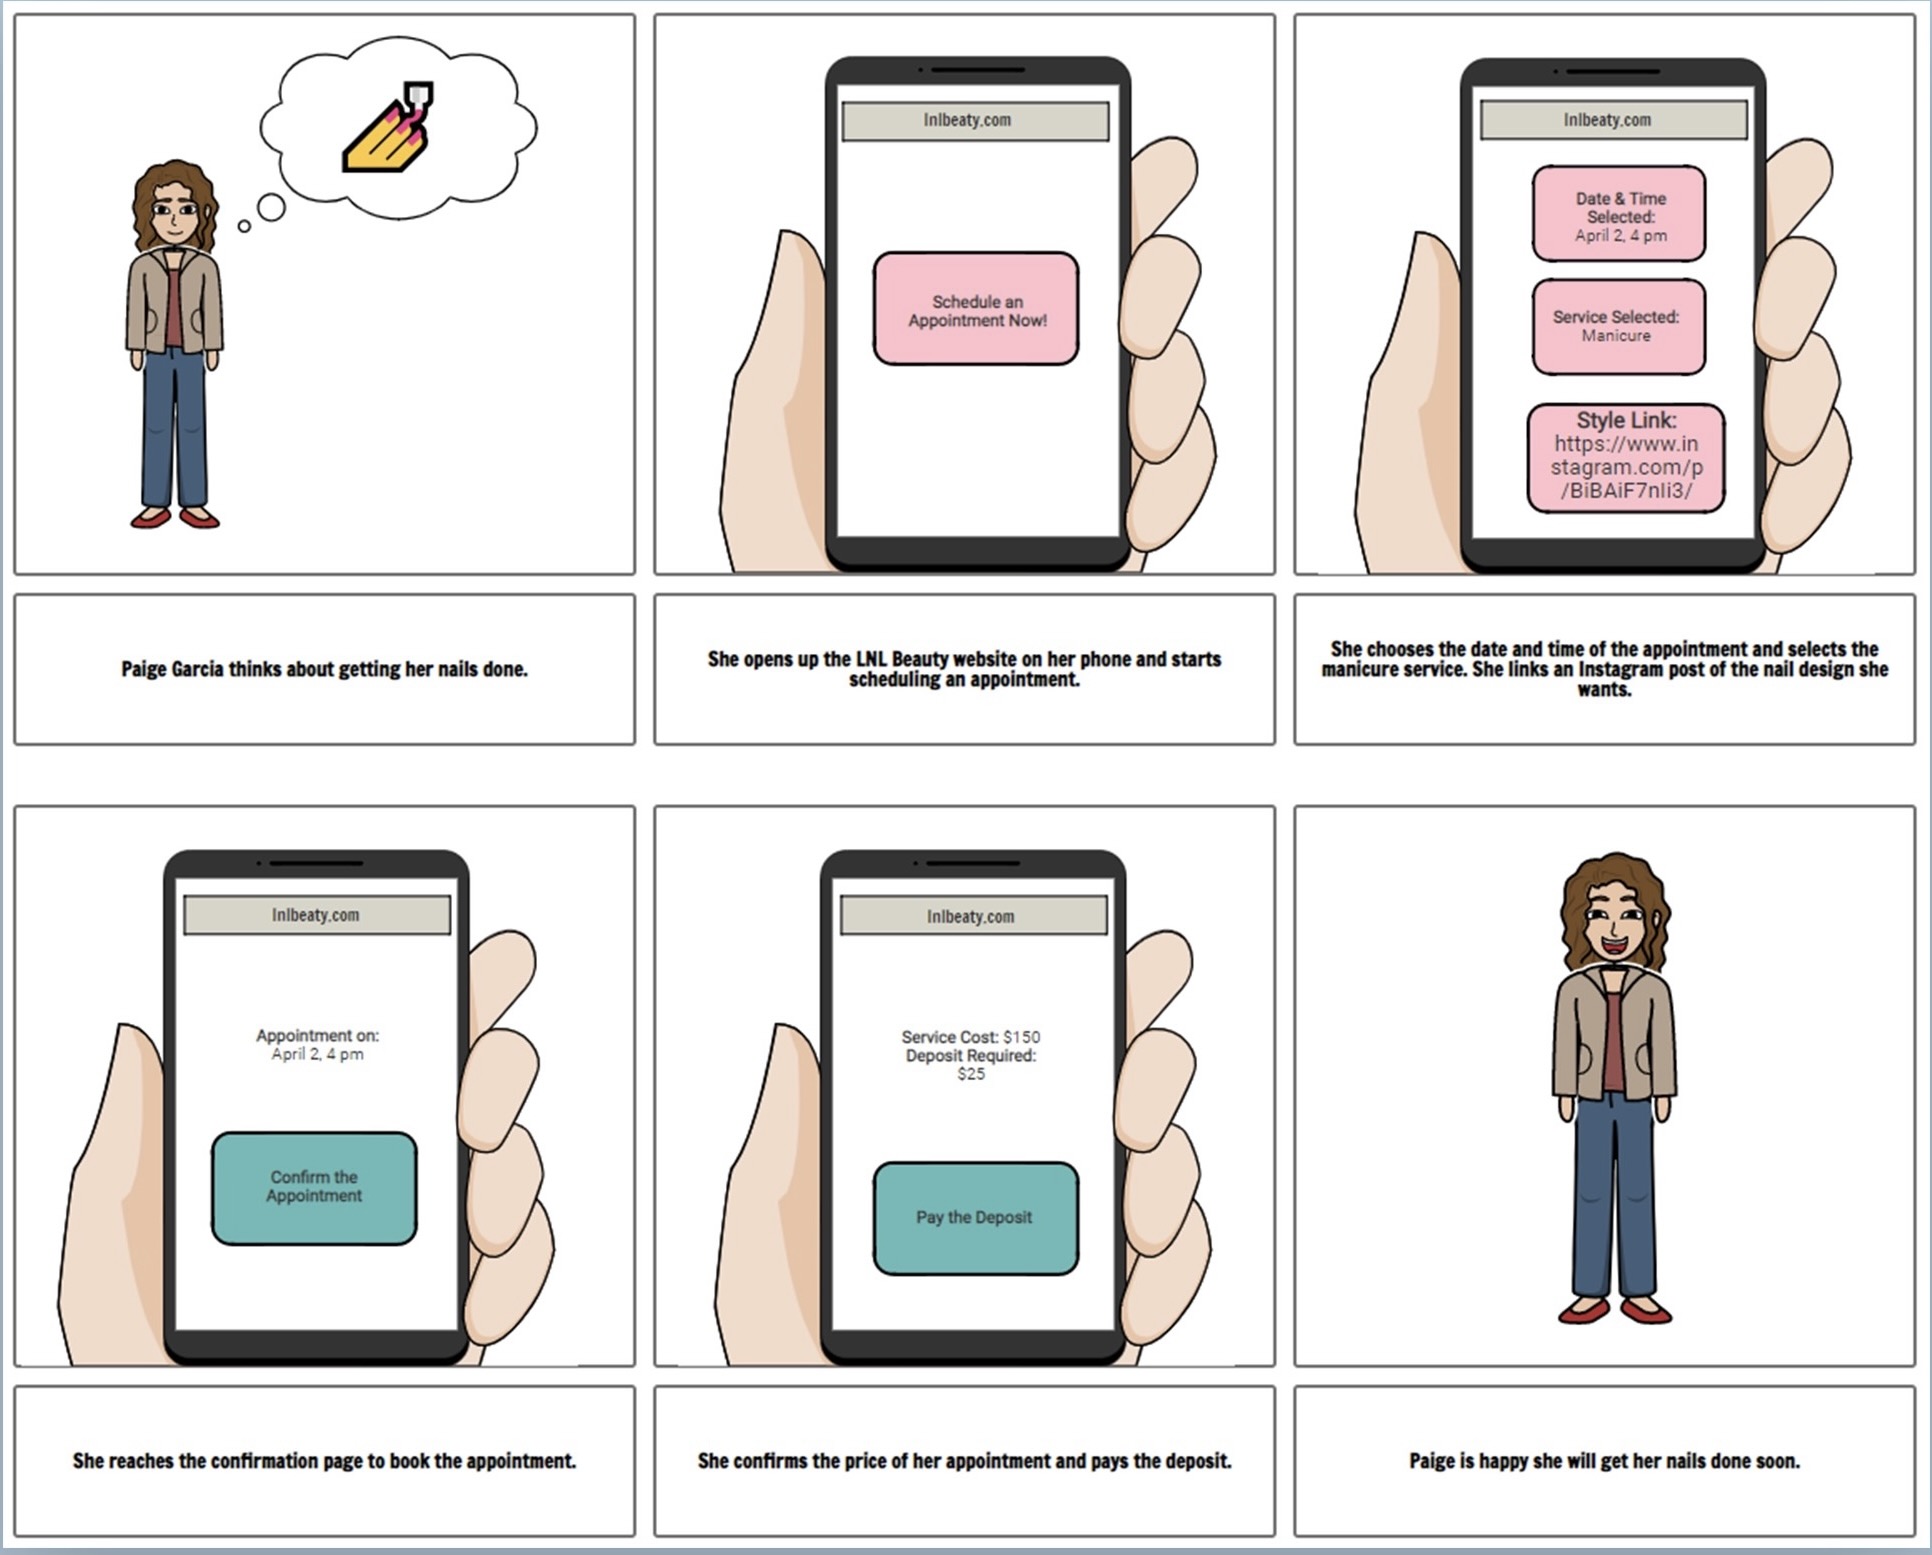 lnlbeaty.com
Schedule an
Appointment Now!
lnlbeaty.com
Date & Time
Selected:
April 2, 4 pm
Service Selected:
Manicure
Style Link:
https://www.in
stagram.com/p
/BiBAiF7nIi3/
Paige Garcia thinks about getting her nails done.
She opens up the LNL Beauty website on her phone and starts
scheduling an appointment.
She chooses the date and time of the appointment and selects the
manicure service. She links an Instagram post of the nail design she
wants.
lnlbeaty.com
Appointment on:
April 2, 4 pm
Confirm the
Appointment
lnlbeaty.com
Service Cost: $150
Deposit Required:
$25
Pay the Deposit
She reaches the confirmation page to book the appointment.
She confirms the price of her appointment and pays the deposit.
Paige is happy she will get her nails done soon.